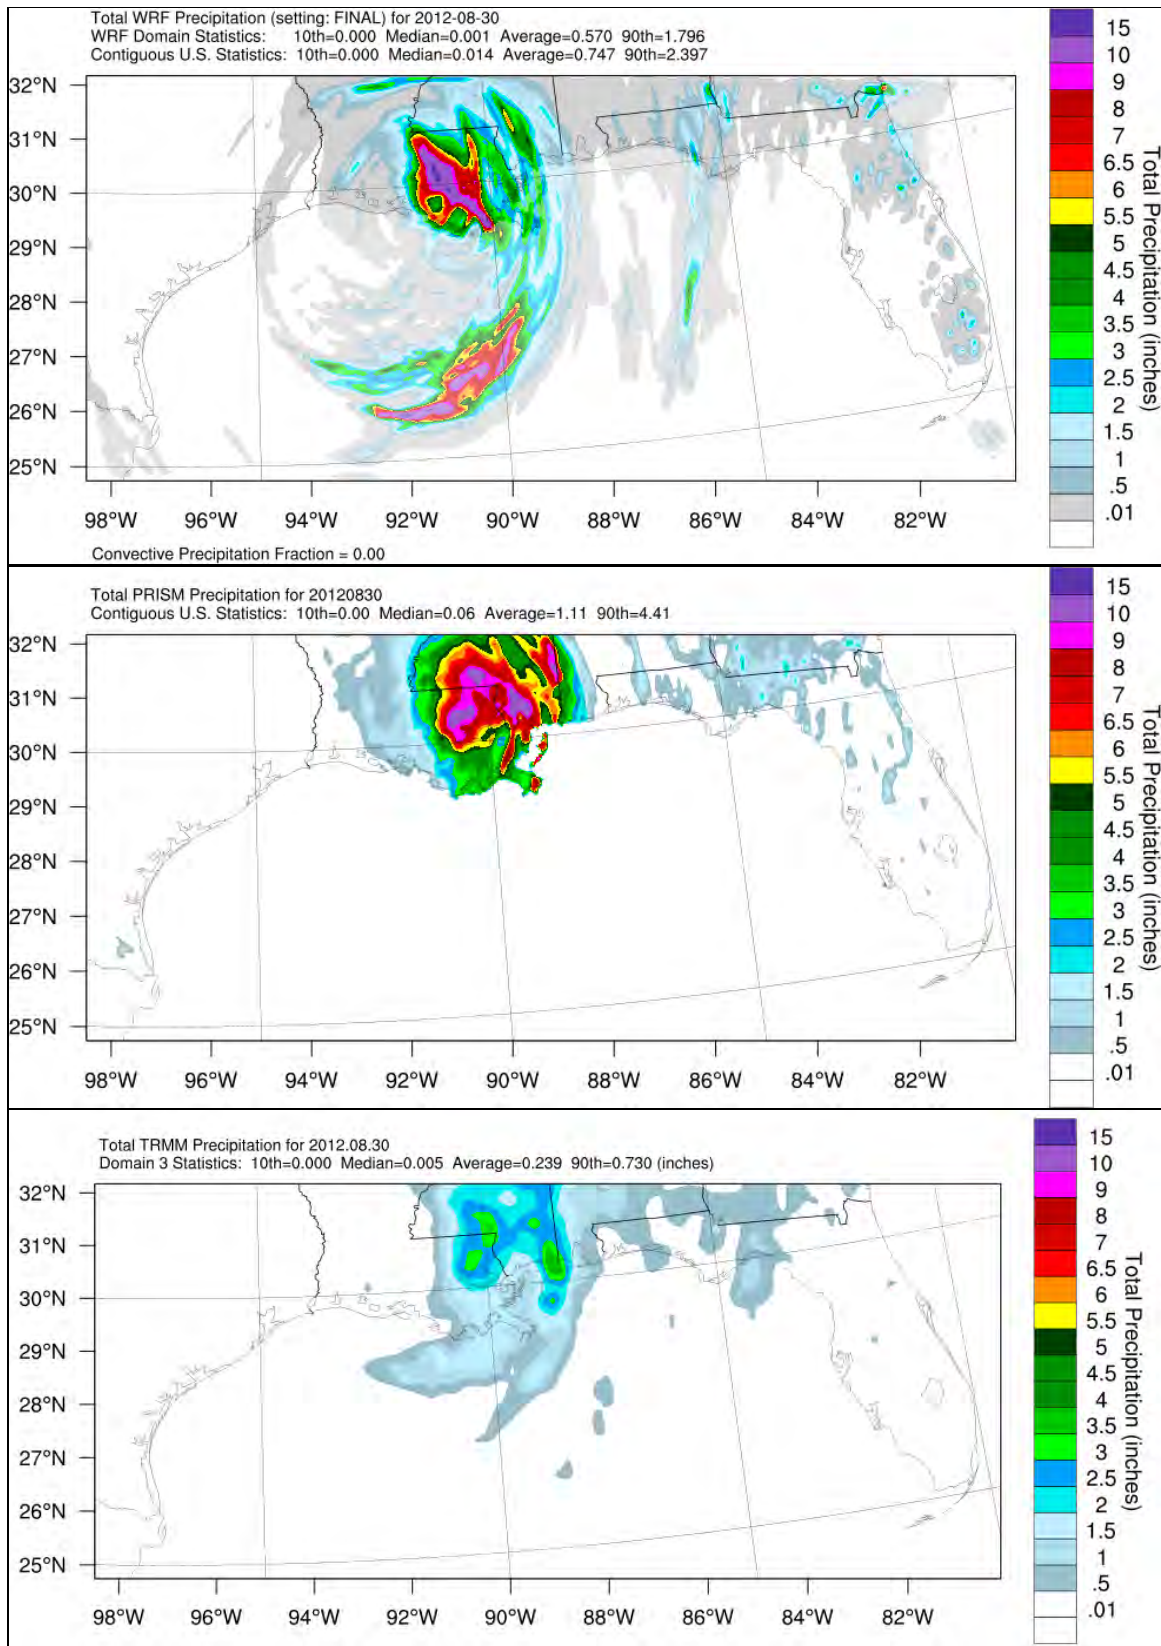 Total WRF Precipitation (setting: FINAL) for 2012-08-30
WRF Domain Statistics: 10th=0.000 Median=0.001 Average=0.570 90th=1.796
Contiguous U.S. Statistics: 10th=0.000 Median=0.014 Average=0.747 90th=2.397
32°N
31°N
30°N
29°N
28°N
27°N
26°N
25°N
98°W 96°W 94°W 92°W 90°W 88°W 86°W 84°W 82°W
Convective Precipitation Fraction = 0.00
15
10
9
8
7
6.5
6
5.5
5
4.5
4
3.5
3
2.5
2
1.5
1
.5
.01
Total Precipitation (inches)
Total PRISM Precipitation for 20120830
Contiguous U.S. Statistics: 10th=0.00 Median=0.06 Average=1.11 90th=4.41
32°N
31°N
30°N
29°N
28°N
27°N
26°N
25°N
98°W 96°W 94°W 92°W 90°W 88°W 86°W 84°W 82°W
15
10
9
8
7
6.5
6
5.5
5
4.5
4
3.5
3
2.5
2
1.5
1
.5
.01
Total Precipitation (inches)
Total TRMM Precipitation for 2012.08.30
Domain 3 Statistics: 10th=0.000 Median=0.005 Average=0.239 90th=0.730 (inches)
32°N
31°N
30°N
29°N
28°N
27°N
26°N
25°N
98°W 96°W 94°W 92°W 90°W 88°W 86°W 84°W 82°W
15
10
9
8
7
6.5
6
5.5
5
4.5
4
3.5
3
2.5
2
1.5
1
.5
.01
Total Precipitation (inches)